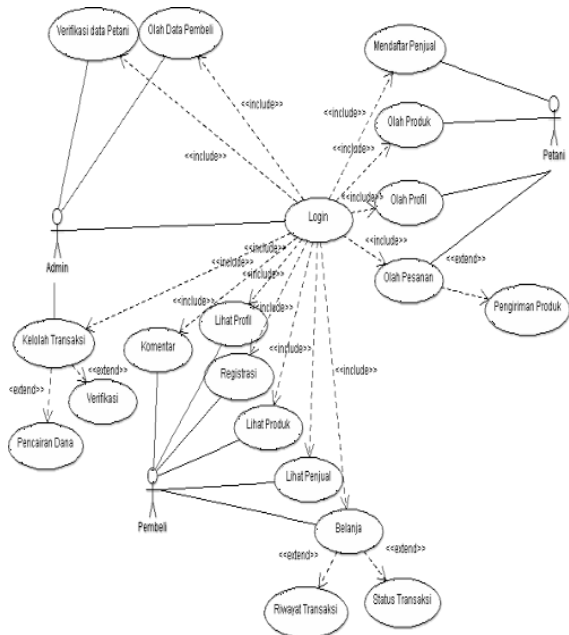 Verifikasi data Petani
Olah Data Pembeli
Mendaftar Penjual
<<include>>
<<include>>
<<include>>
Olah Produk
<<include>>
Petani
<<include>>
Olah Profil
Login
<<include>>
Admin
<<include>>
<<include>>
<<extend>>
Olah Pesanan
Pengiriman Produk
<<include>>
<<include>>
Lihat Profil
Kelolah Transaksi
Komentar
<<include>>
Registrasi
<<include>>
<<extend>>
<<extend>>
Verifikasi
Lihat Produk
Pencairan Dana
Lihat Penjual
Pembeli
Belanja
<<extend>>
<<extend>>
Riwayat Transaksi
Status Transaksi